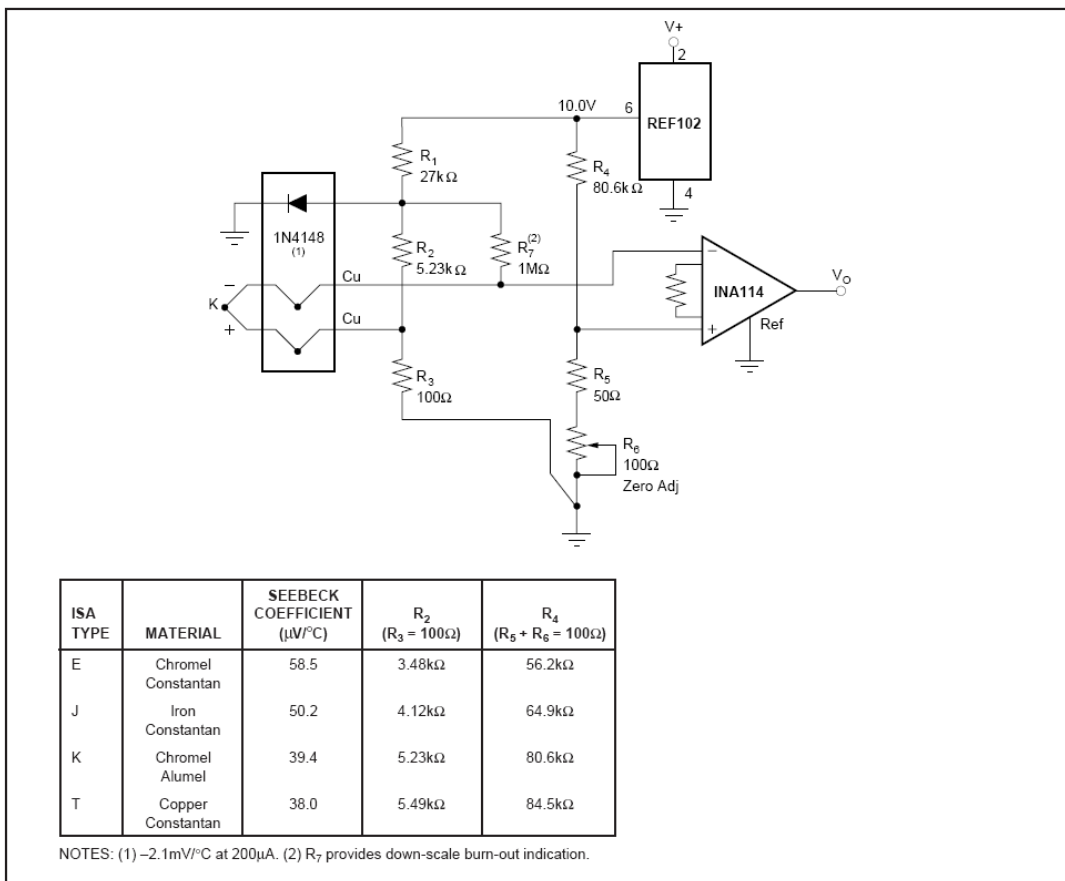 V+
2
10.0V
6
REF102
R1
27kΩ
R4
80.6kΩ
4
1N4148
(1)
R2
5.23kΩ
R7(2)
1MΩ
Cu
–
K
+
Cu
–
INA114
+
VO
Ref
R3
100Ω
R5
50Ω
R6
100Ω
Zero Adj
ISA TYPE MATERIAL SEEBECK COEFFICIENT (µV/°C) R2 (R3 = 100Ω) R4 (R5 + R6 = 100Ω)
E Chromel Constantan 58.5 3.48kΩ 56.2kΩ
J Iron Constantan 50.2 4.12kΩ 64.9kΩ
K Chromel Alumel 39.4 5.23kΩ 80.6kΩ
T Copper Constantan 38.0 5.49kΩ 84.5kΩ
NOTES: (1) –2.1mV/°C at 200µA. (2) R7 provides down-scale burn-out indication.